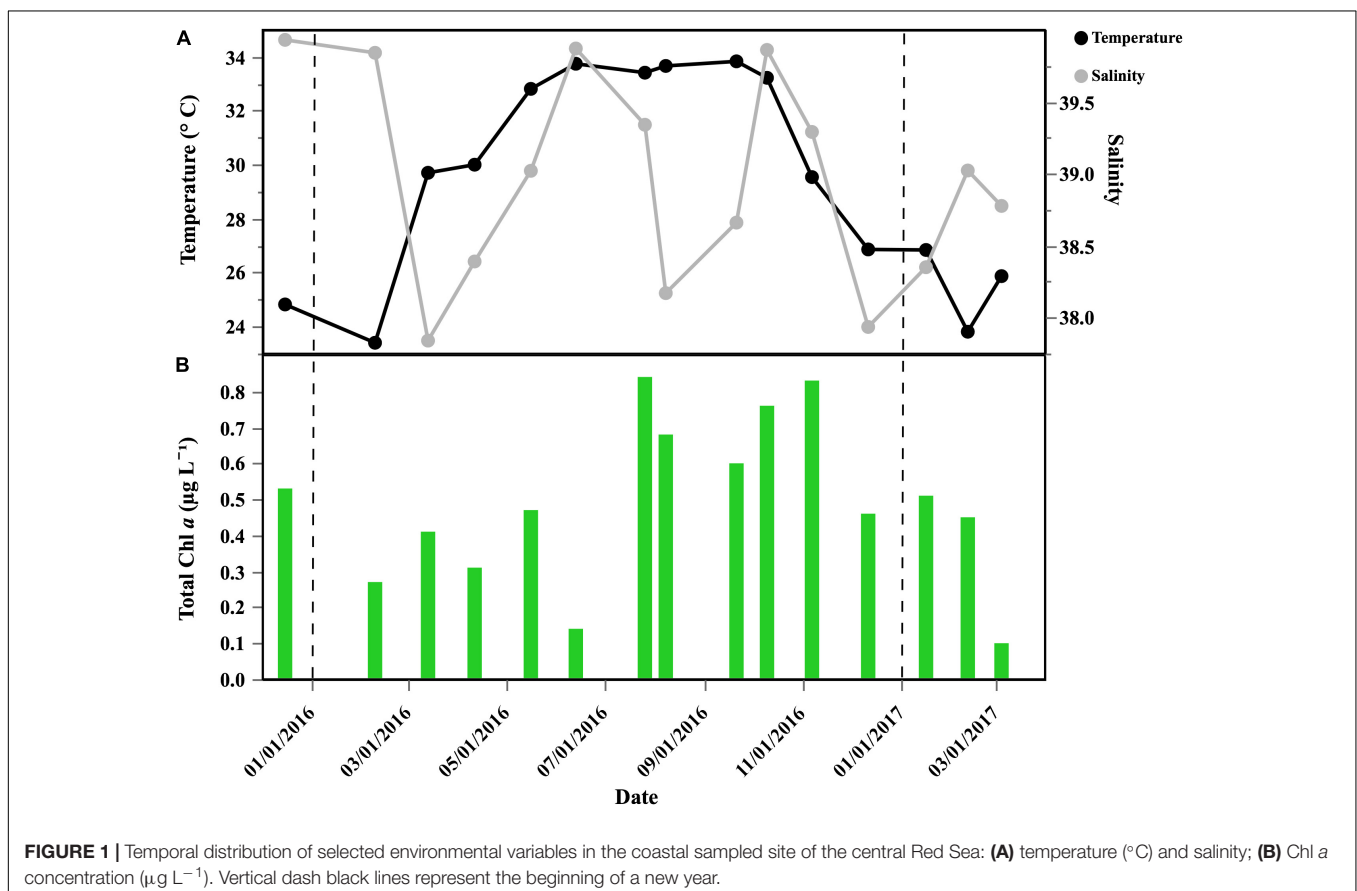 A
34
32
30
28
26
24
Temperature (° C)
39.5
39.0
38.5
38.0
Salinity
Temperature
Salinity
B
0.8
0.7
0.6
0.5
0.4
0.3
0.2
0.1
0.0
Total Chl a (µg L⁻¹)
01/01/2016
03/01/2016
05/01/2016
07/01/2016
09/01/2016
11/01/2016
01/01/2017
03/01/2017
Date
FIGURE 1 | Temporal distribution of selected environmental variables in the coastal sampled site of the central Red Sea: (A) temperature (°C) and salinity; (B) Chl a
concentration (µg L⁻¹). Vertical dash black lines represent the beginning of a new year.